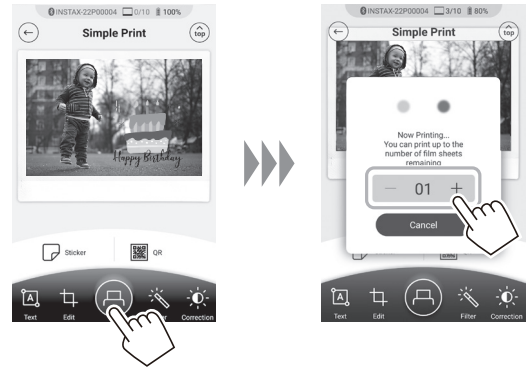 INSTAX-22P00004 0/10 100%
Simple Print
top
Happy Birthday
Sticker
QR
A
Text
Edit
Correction
INSTAX-22P00004 3/10 80%
Simple Print
top
Now Printing...
You can print up to the
number of film sheets
remaining
01
Cancel
A
Text
Edit
Filter
Correction